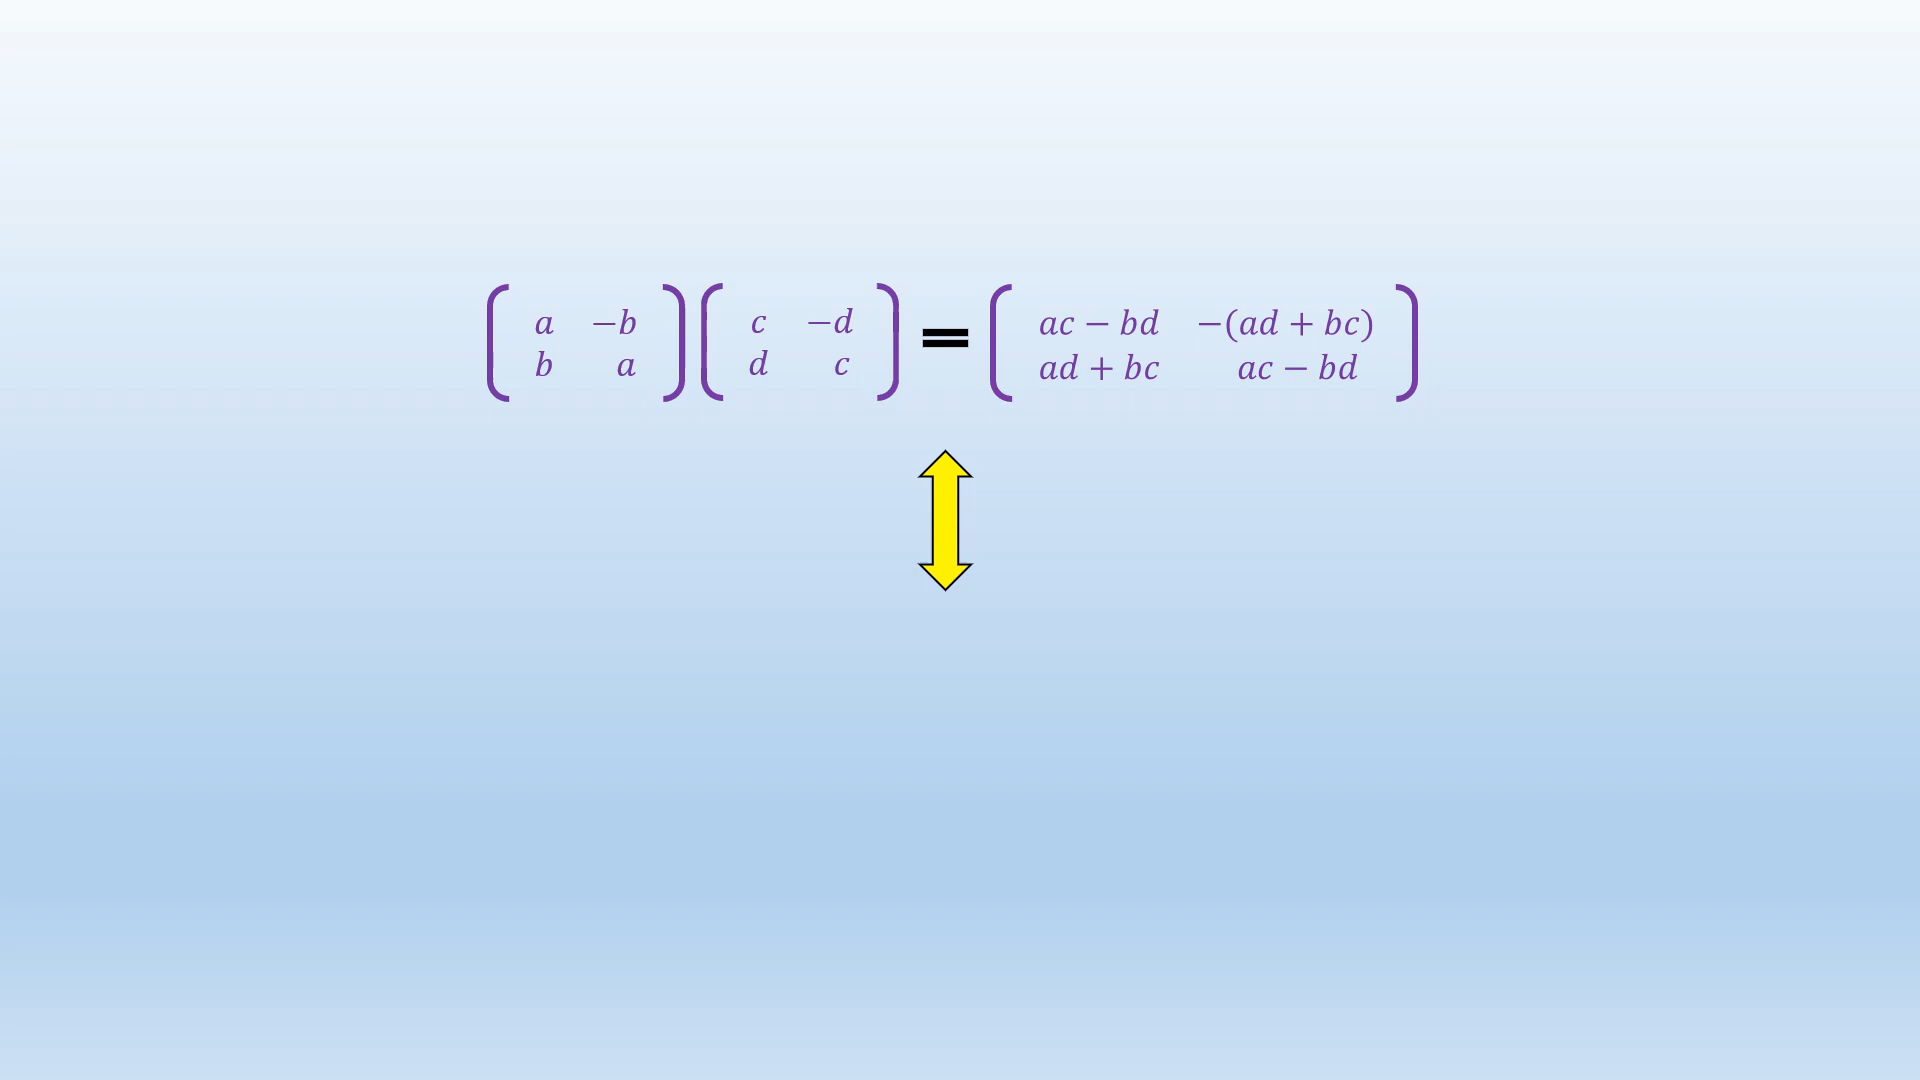 a −b c −d = ac − bd −(ad + bc)
b a d c ad + bc ac − bd